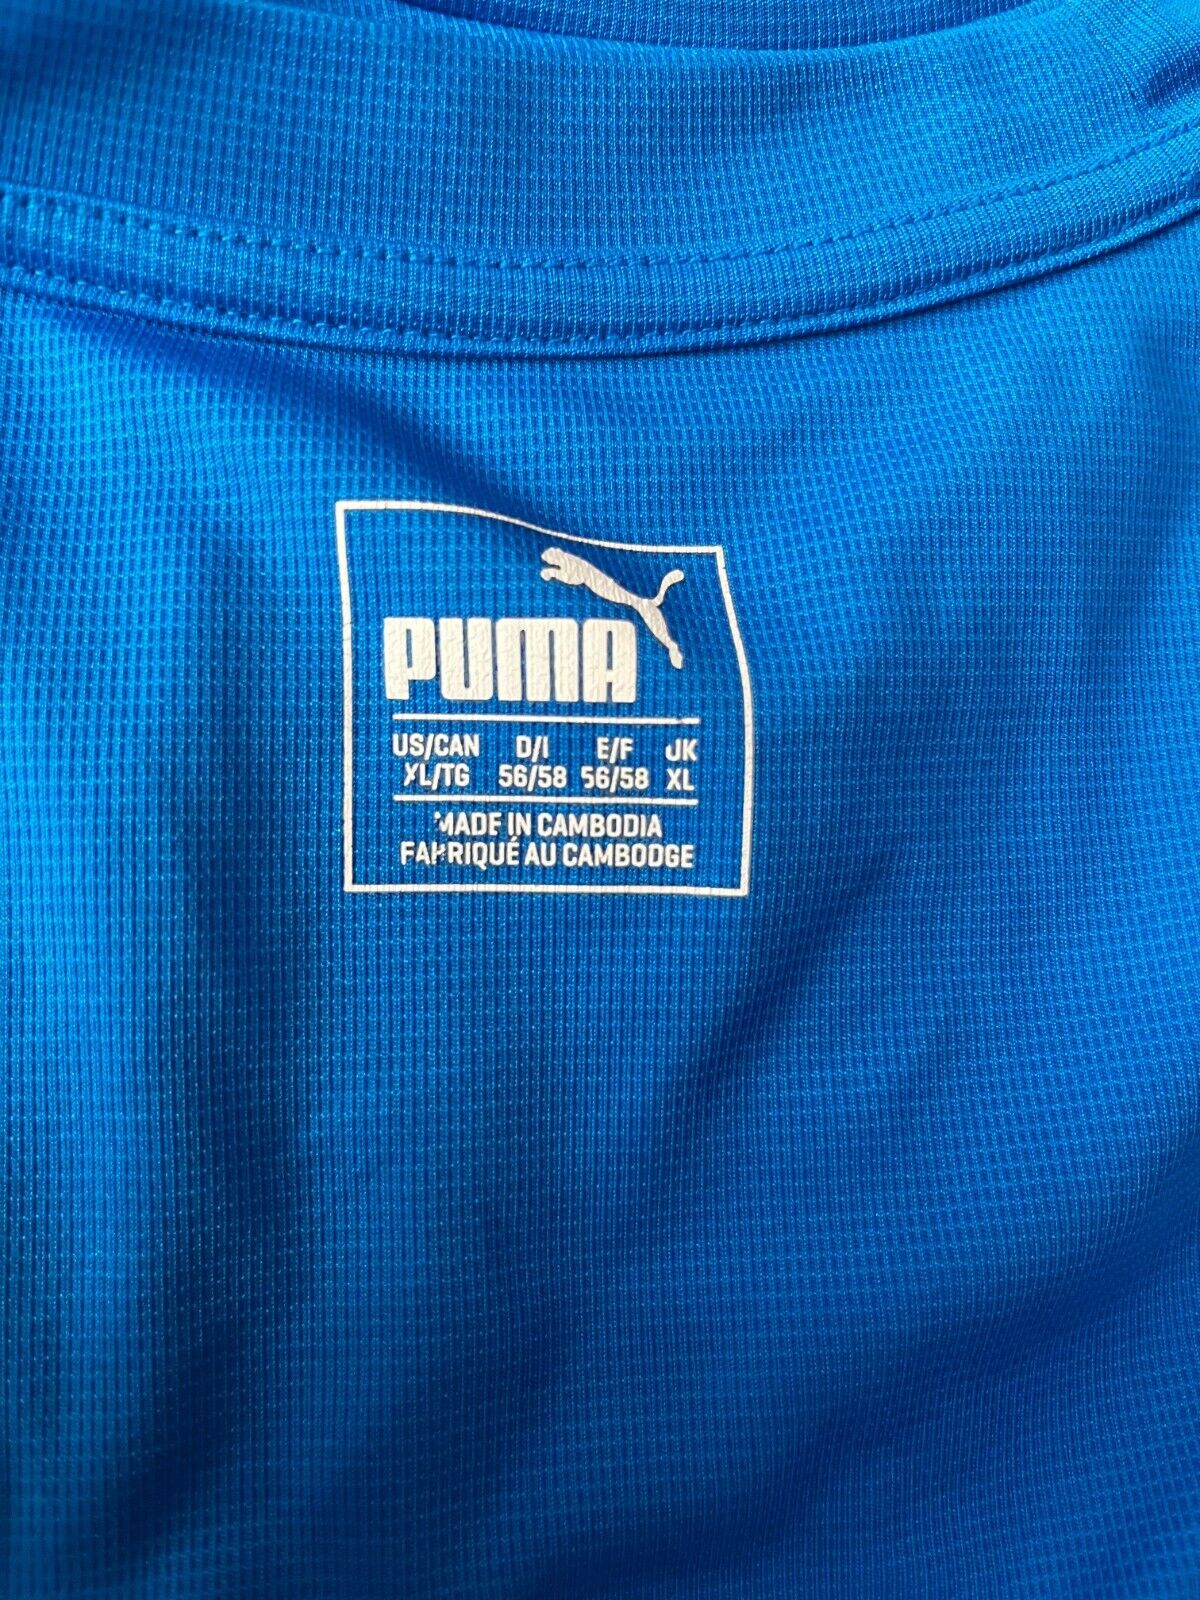 PUMA
US/CAN D/I E/F UK
XL/TG 56/58 56/58 XL
MADE IN CAMBODIA
FABRIQUÉ AU CAMBODGE